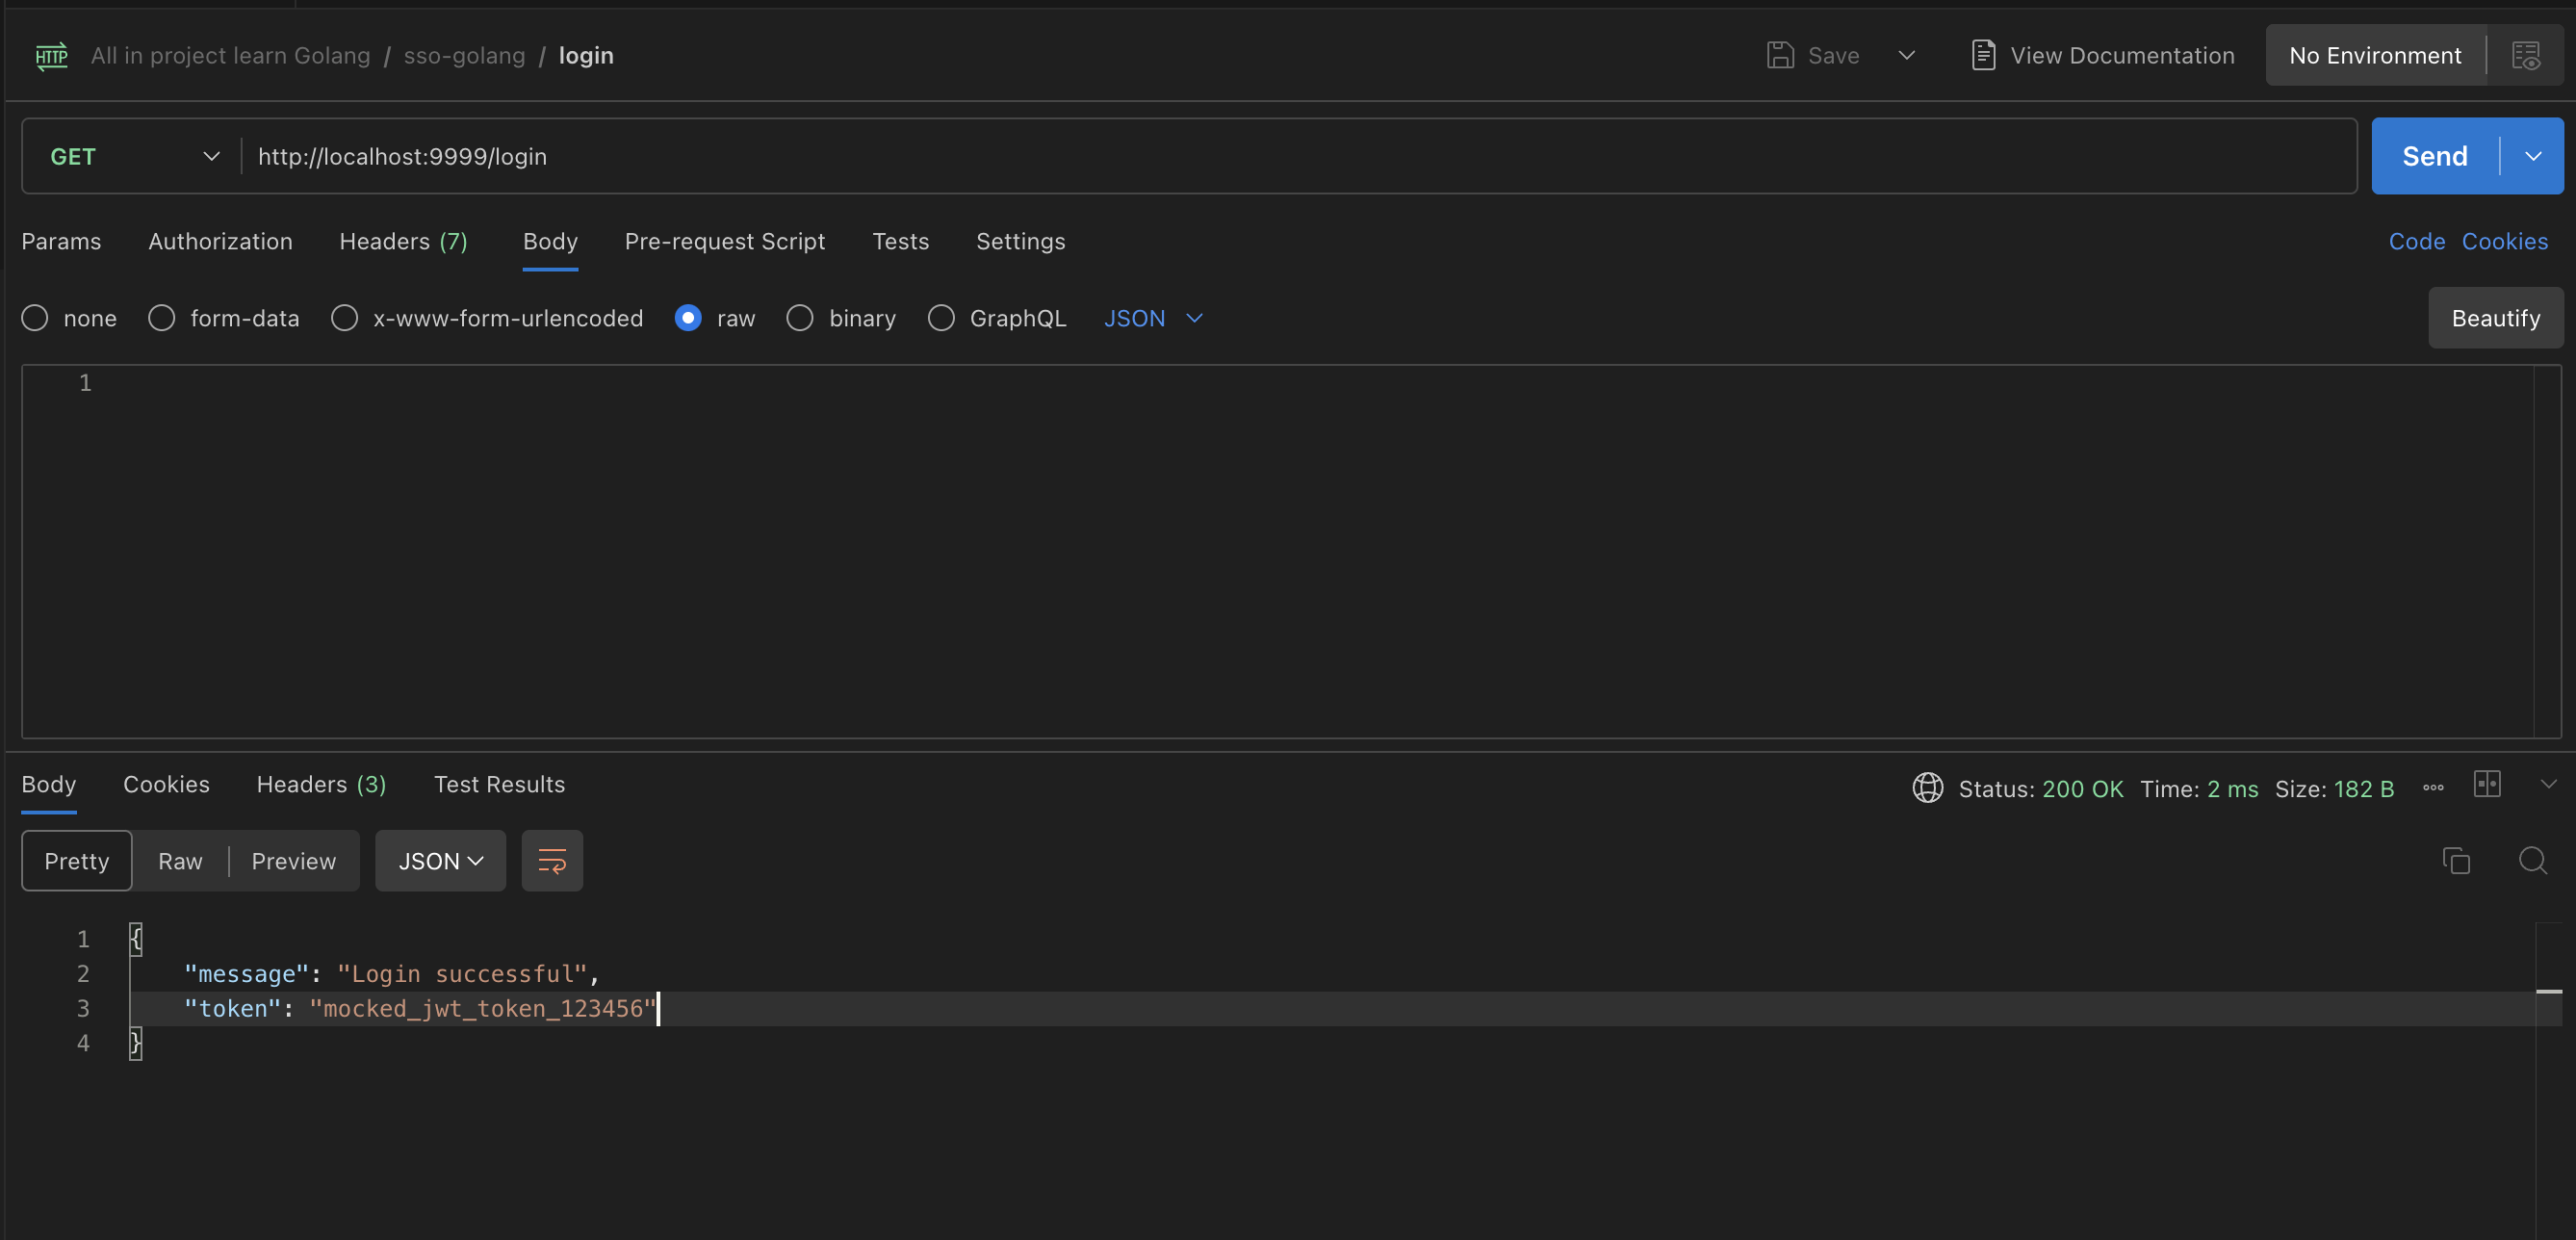 HTTP All in project learn Golang / sso-golang / login Save View Documentation No Environment
GET http://localhost:9999/login Send
Params Authorization Headers (7) Body Pre-request Script Tests Settings Code Cookies
none form-data x-www-form-urlencoded raw binary GraphQL JSON Beautify
1
Body Cookies Headers (3) Test Results Status: 200 OK Time: 2 ms Size: 182 B
Pretty Raw Preview JSON
1 {
2 "message": "Login successful",
3 "token": "mocked_jwt_token_123456"
4 }